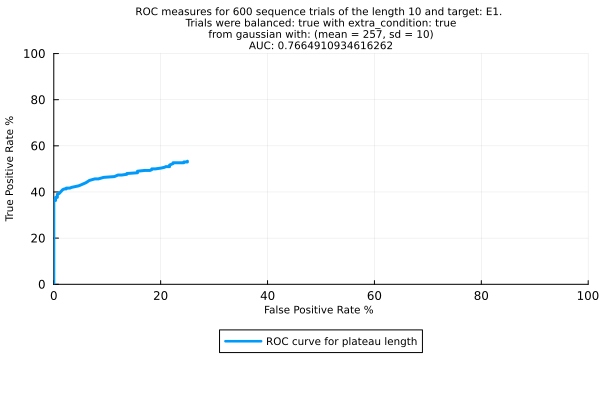 ROC measures for 600 sequence trials of the length 10 and target: E1.
Trials were balanced: true with extra_condition: true
from gaussian with: (mean = 257, sd = 10)
AUC: 0.7664910934616262
100
80
60
40
20
0
True Positive Rate %
0 20 40 60 80 100
False Positive Rate %
ROC curve for plateau length